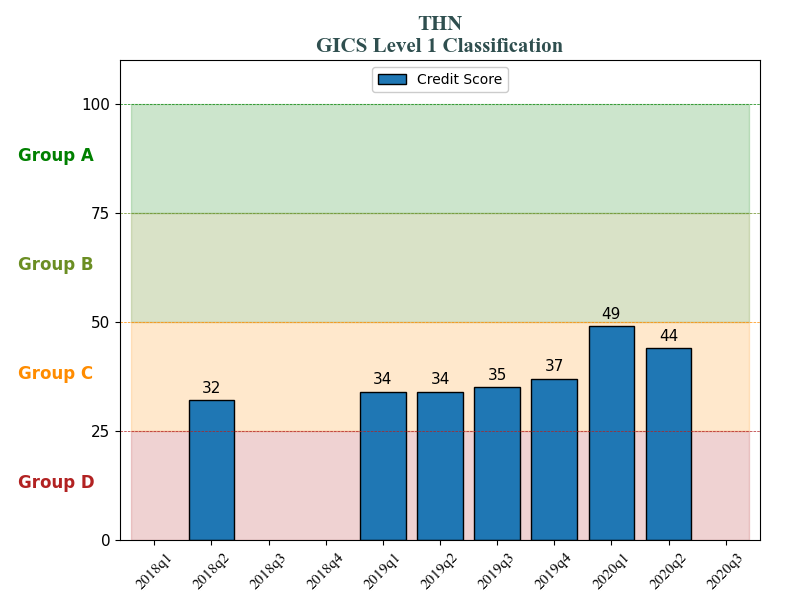 THN
GICS Level 1 Classification
Credit Score
100
Group A
75
Group B
50
49
44
Group C
37
35
34
34
32
25
Group D
0
2018q1 2018q2 2018q3 2018q4 2019q1 2019q2 2019q3 2019q4 2020q1 2020q2 2020q3